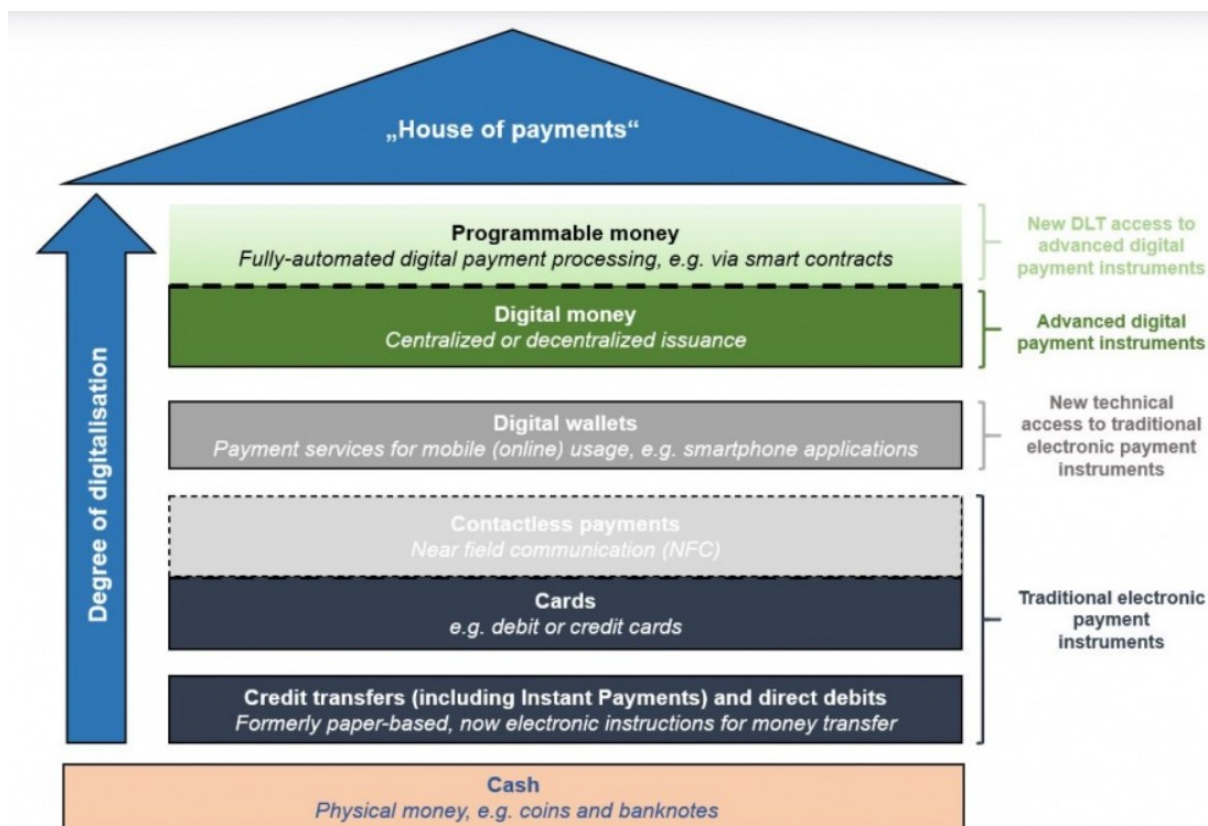 „House of payments“
Degree of digitalisation
Programmable money
Fully-automated digital payment processing, e.g. via smart contracts
New DLT access to
advanced digital
payment instruments
Digital money
Centralized or decentralized issuance
Advanced digital
payment instruments
Digital wallets
Payment services for mobile (online) usage, e.g. smartphone applications
New technical
access to traditional
electronic payment
instruments
Contactless payments
Near field communication (NFC)
Cards
e.g. debit or credit cards
Traditional electronic
payment
instruments
Credit transfers (including Instant Payments) and direct debits
Formerly paper-based, now electronic instructions for money transfer
Cash
Physical money, e.g. coins and banknotes